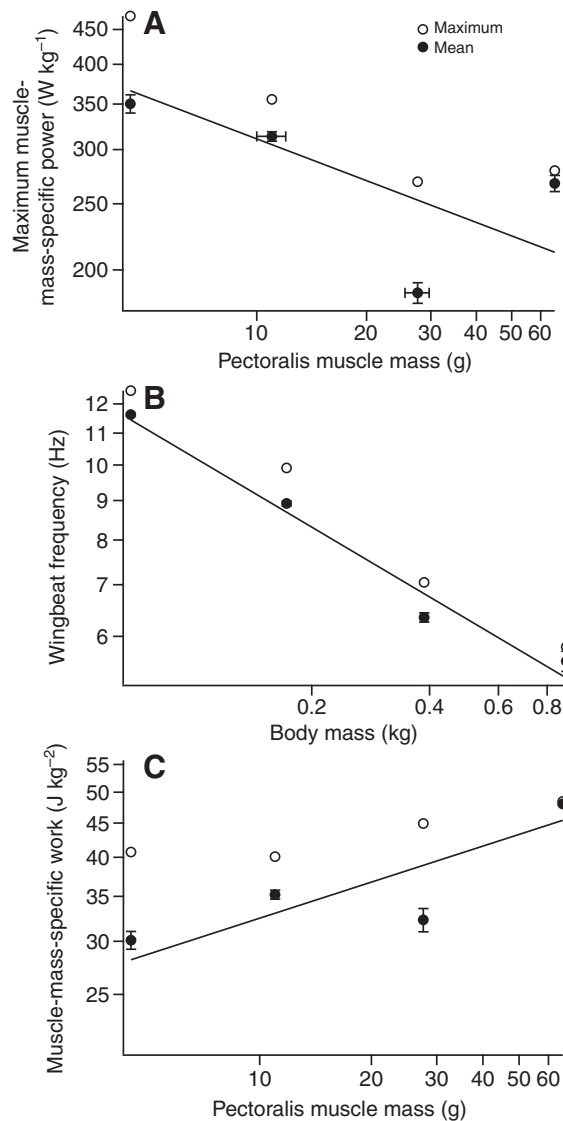 A
Maximum
Mean
Maximum muscle-
mass-specific power (W kg⁻¹)
450
400
350
300
250
200
10 20 30 40 50 60
Pectoralis muscle mass (g)
B
Wingbeat frequency (Hz)
12
11
10
9
8
7
6
0.2 0.4 0.6 0.8
Body mass (kg)
C
Muscle-mass-specific work (J kg⁻²)
55
50
45
40
35
30
25
10 20 30 40 50 60
Pectoralis muscle mass (g)